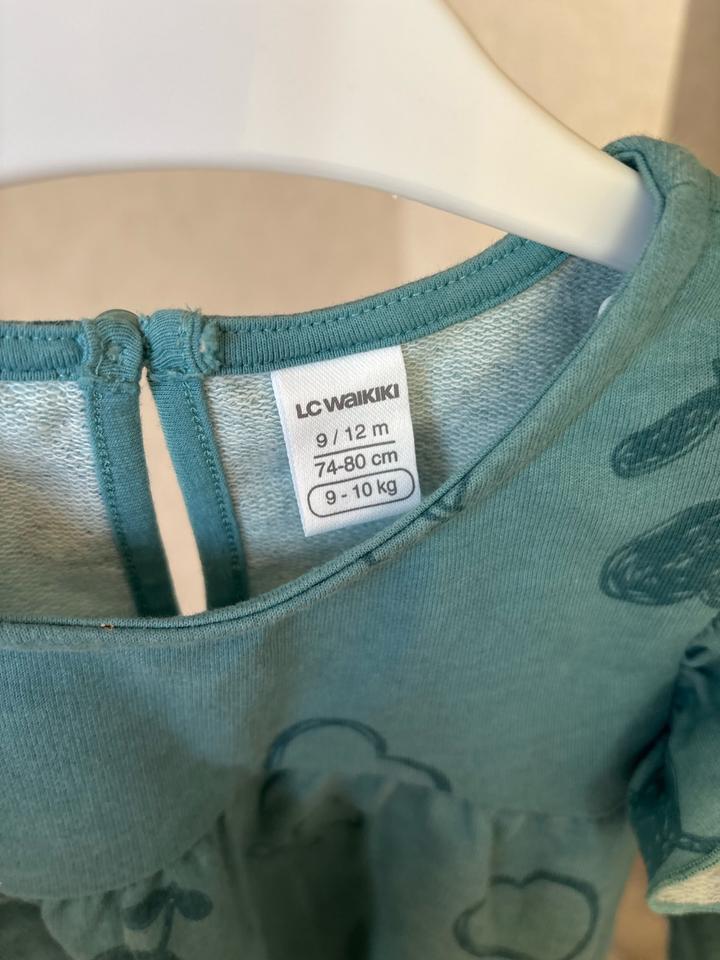 LC WAIKIKI
9 / 12 m
74-80 cm
9 - 10 kg